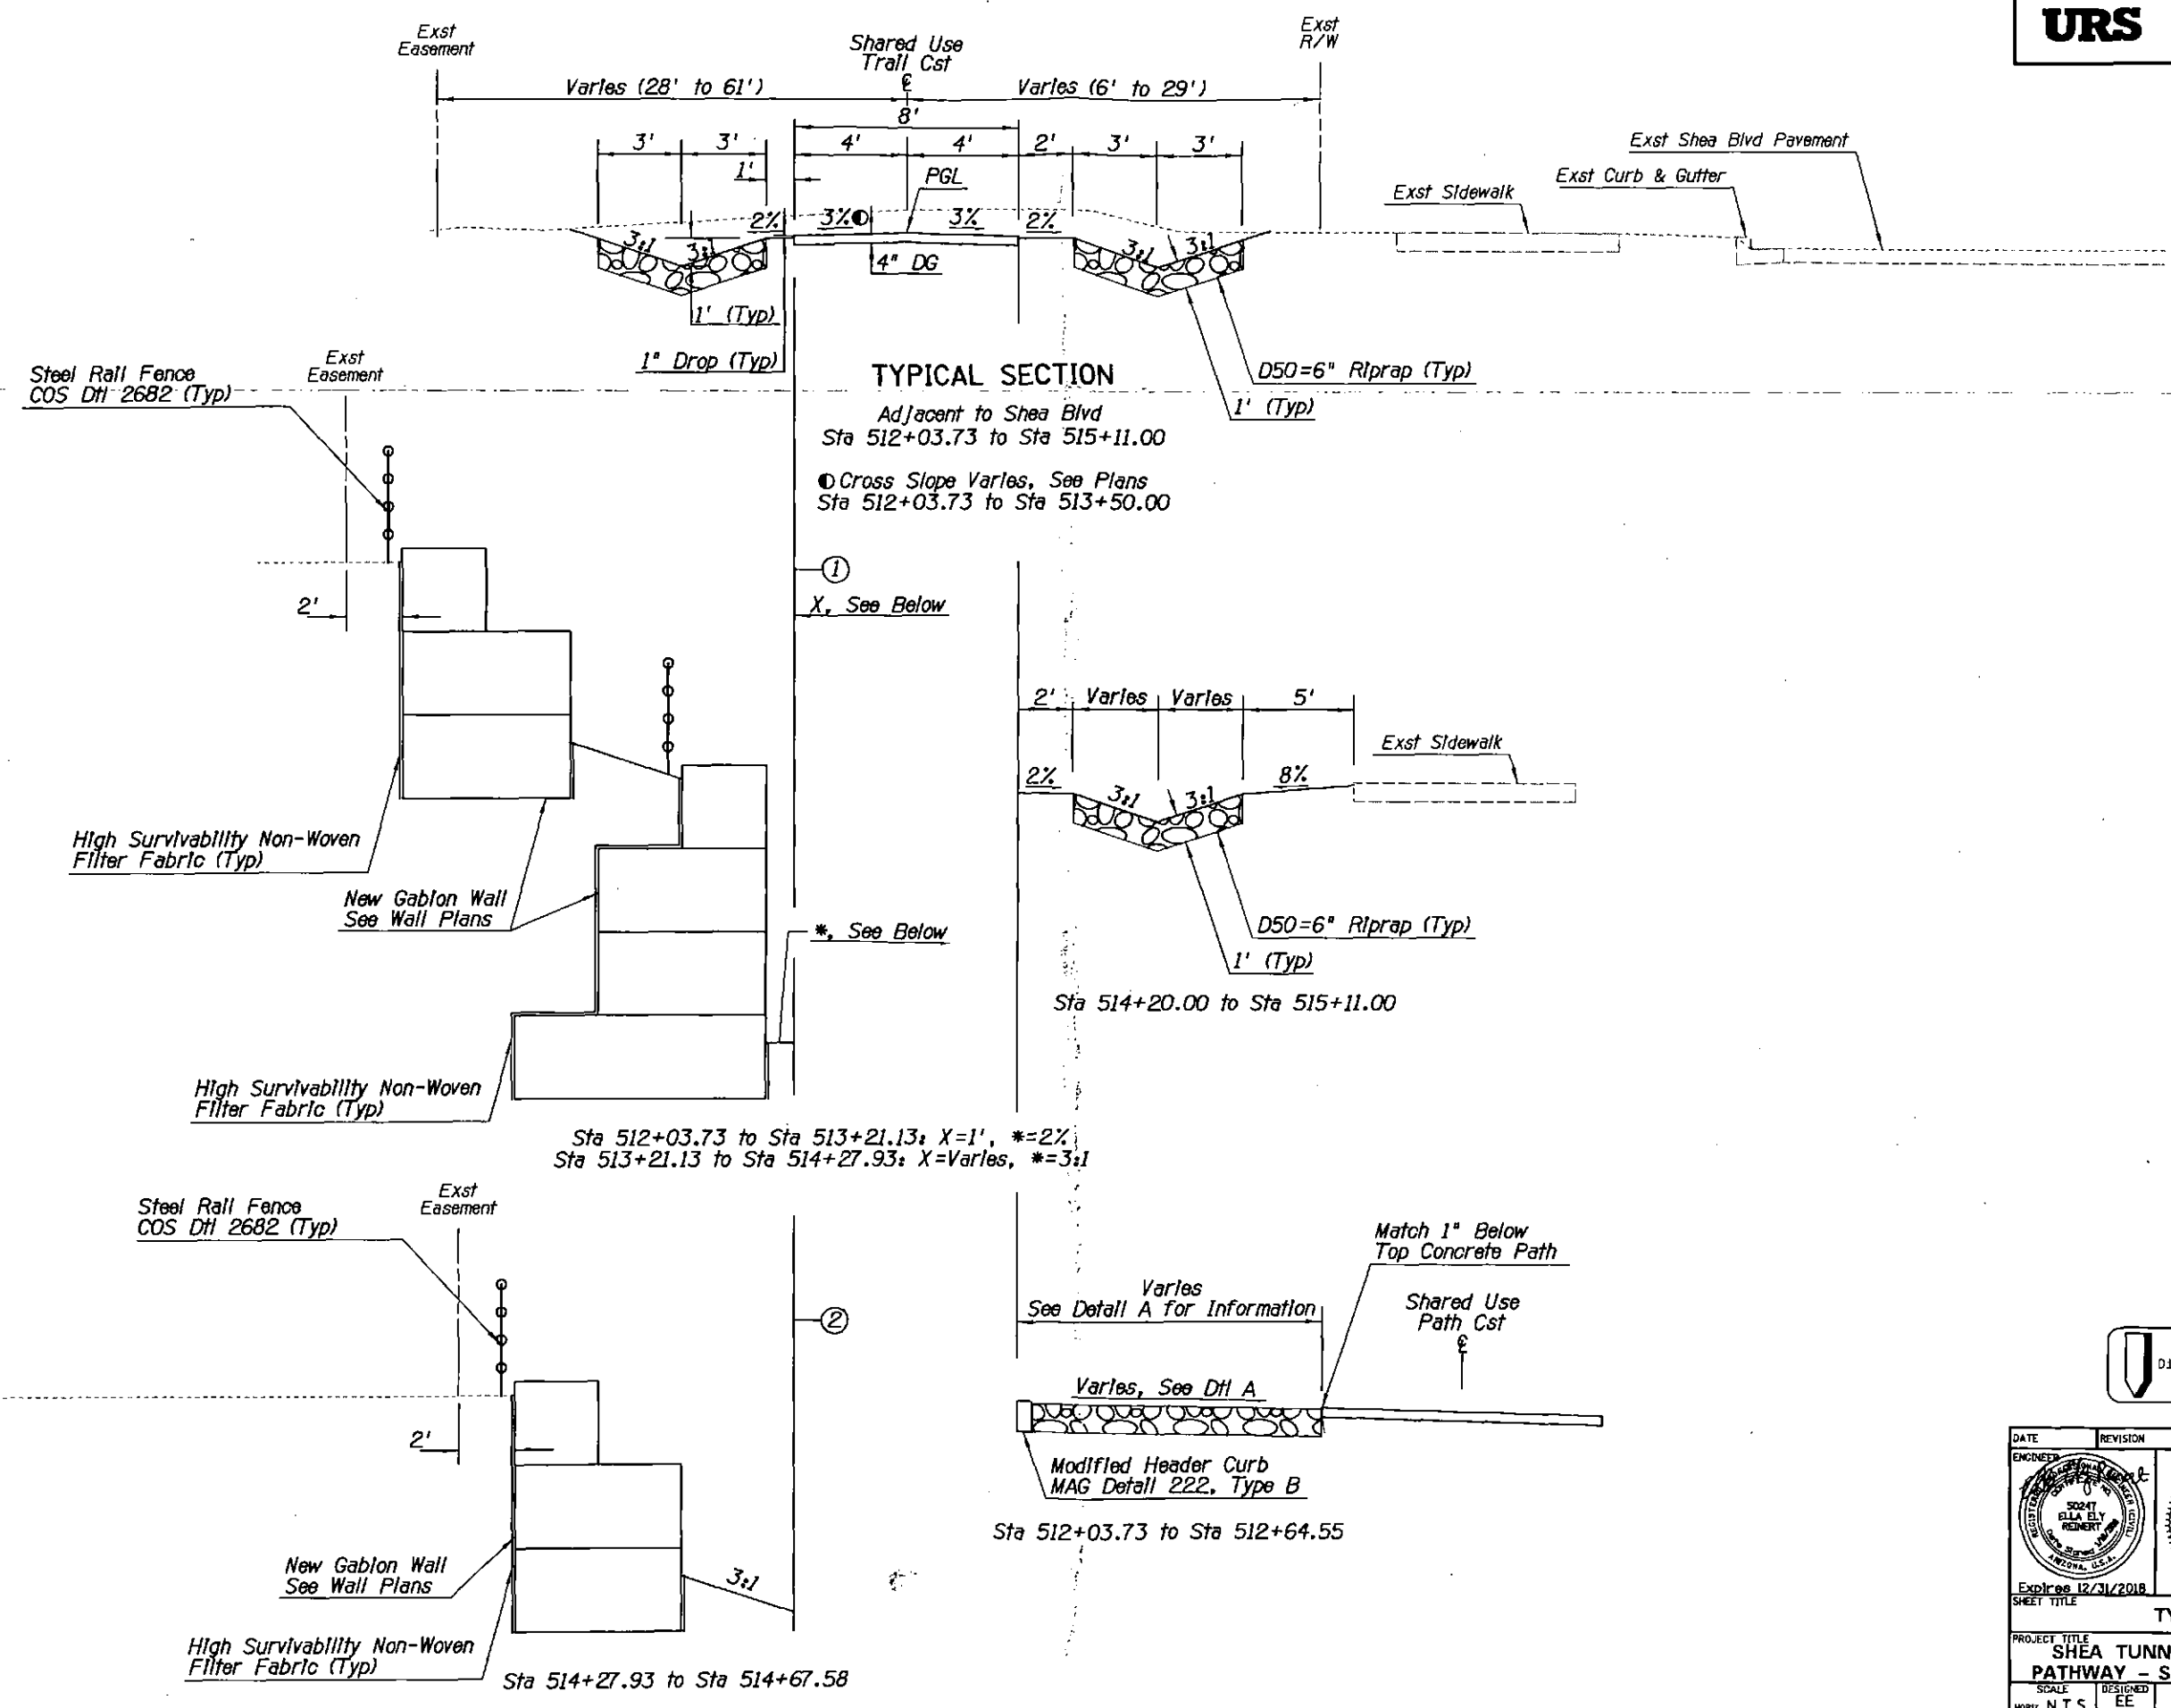 URS
Exst
Easement
Shared Use
Trail Cst
℄
Exst
R/W
Varies (28' to 61')
Varies (6' to 29')
8'
3'
3'
4'
4'
2'
3'
3'
1'
PGL
Exst Shea Blvd Pavement
Exst Curb & Gutter
Exst Sidewalk
2%
3%◐
3%
2%
3:1
3:1
3:1
3:1
4" DG
1' (Typ)
1" Drop (Typ)
TYPICAL SECTION
Adjacent to Shea Blvd
Sta 512+03.73 to Sta 515+11.00
◐Cross Slope Varies, See Plans
Sta 512+03.73 to Sta 513+50.00
D50=6" Riprap (Typ)
1' (Typ)
Steel Rail Fence
COS Dtl 2682 (Typ)
Exst
Easement
2'
1
X, See Below
High Survivability Non-Woven
Filter Fabric (Typ)
New Gabion Wall
See Wall Plans
*, See Below
High Survivability Non-Woven
Filter Fabric (Typ)
Sta 512+03.73 to Sta 513+21.13: X=1', *=2%
Sta 513+21.13 to Sta 514+27.93: X=Varies, *=3:1
2'
Varies
Varies
5'
Exst Sidewalk
2%
3:1
3:1
8%
D50=6" Riprap (Typ)
1' (Typ)
Sta 514+20.00 to Sta 515+11.00
Steel Rail Fence
COS Dtl 2682 (Typ)
Exst
Easement
2'
2
New Gabion Wall
See Wall Plans
3:1
High Survivability Non-Woven
Filter Fabric (Typ)
Sta 514+27.93 to Sta 514+67.58
Match 1" Below
Top Concrete Path
Varies
See Detail A for Information
Shared Use
Path Cst
℄
Varies, See Dtl A
Modified Header Curb
MAG Detail 222, Type B
Sta 512+03.73 to Sta 512+64.55
DATE
REVISION
ENGINEER
50247
ELLA ELY
REINERT
ARIZONA, U.S.A.
Expires 12/31/2018
SHEET TITLE
PROJECT TITLE
SHEA TUNN
PATHWAY - S
SCALE
DESIGNED
N.T.S.
EE